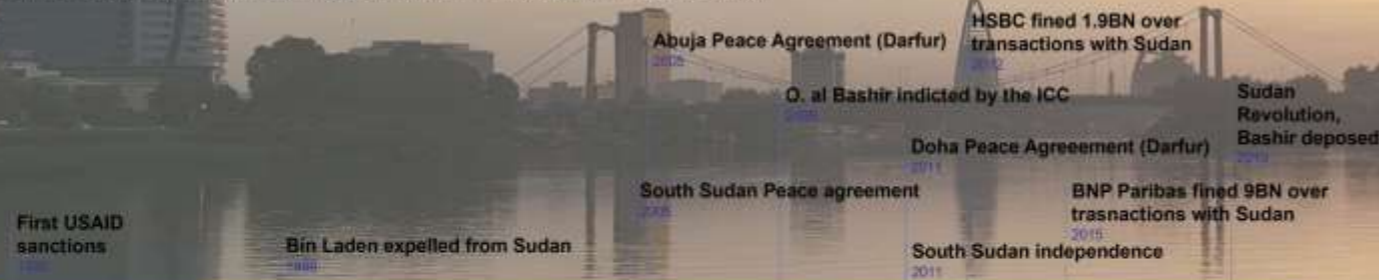 HSBC fined 1.9BN over
transactions with Sudan
2012
Abuja Peace Agreement (Darfur)
O. al Bashir indicted by the ICC
Sudan
Revolution,
Bashir deposed
2019
Doha Peace Agreeement (Darfur)
2011
South Sudan Peace agreement
2005
BNP Paribas fined 9BN over
trasnactions with Sudan
2015
First USAID
sanctions
Bin Laden expelled from Sudan
South Sudan independence
2011